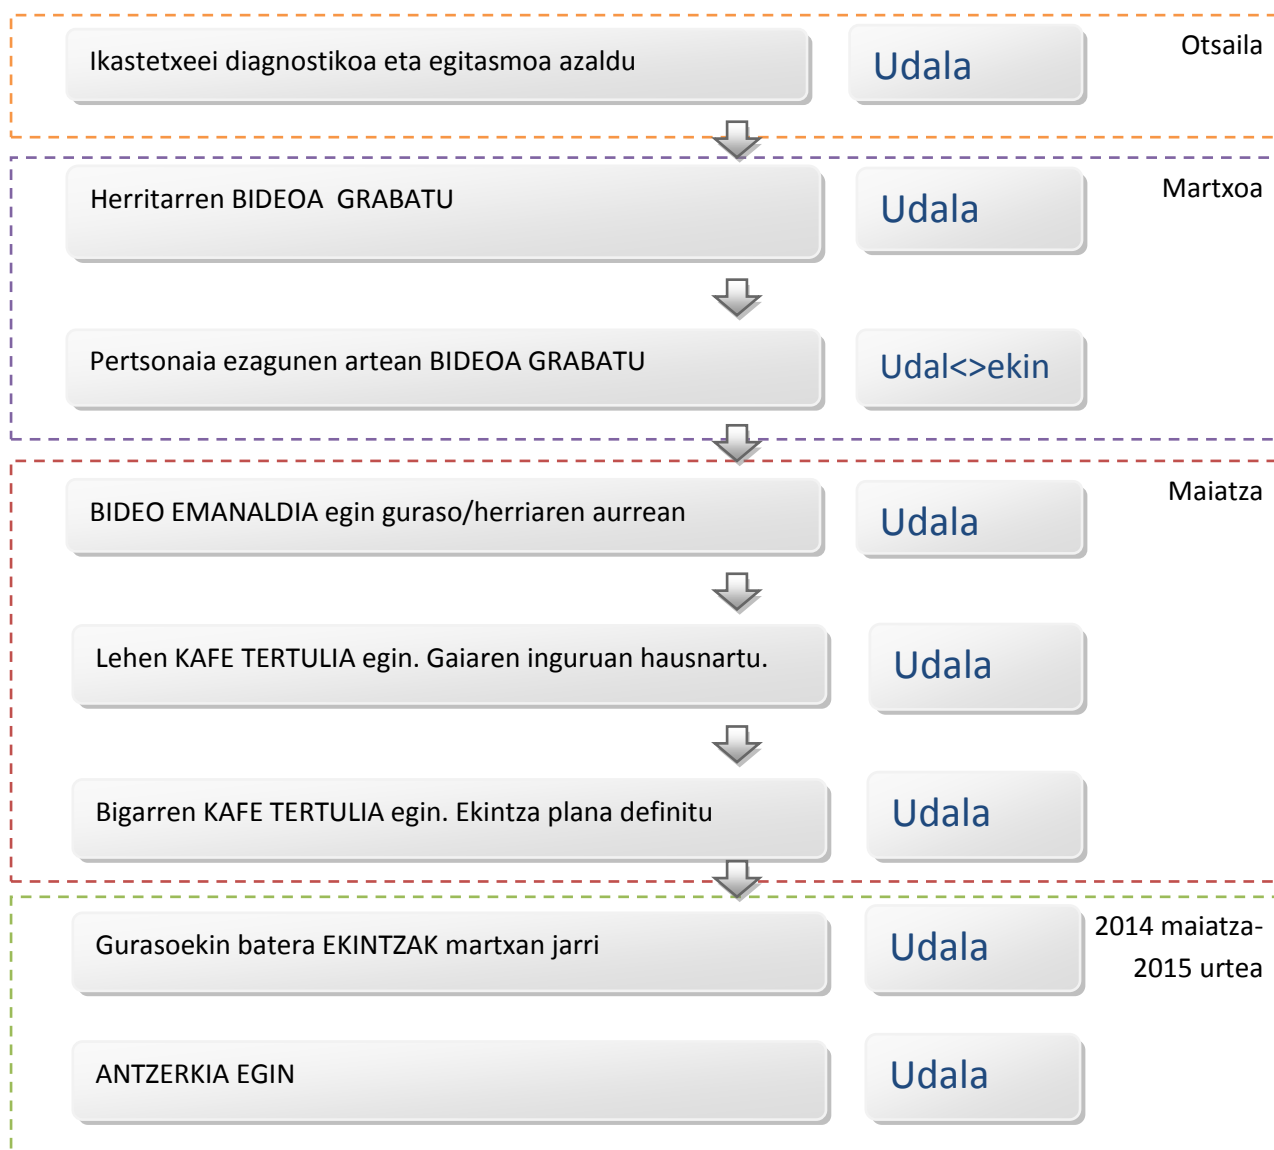 Ikastetxeei diagnostikoa eta egitasmoa azaldu
Udala
Otsaila
Herritarren BIDEOA  GRABATU
Udala
Martxoa
Pertsonaia ezagunen artean BIDEOA GRABATU
Udal<>ekin
BIDEO EMANALDIA egin guraso/herriaren aurrean
Udala
Maiatza
Lehen KAFE TERTULIA egin. Gaiaren inguruan hausnartu.
Udala
Bigarren KAFE TERTULIA egin. Ekintza plana definitu
Udala
Gurasoekin batera EKINTZAK martxan jarri
Udala
2014 maiatza-
2015 urtea
ANTZERKIA EGIN
Udala